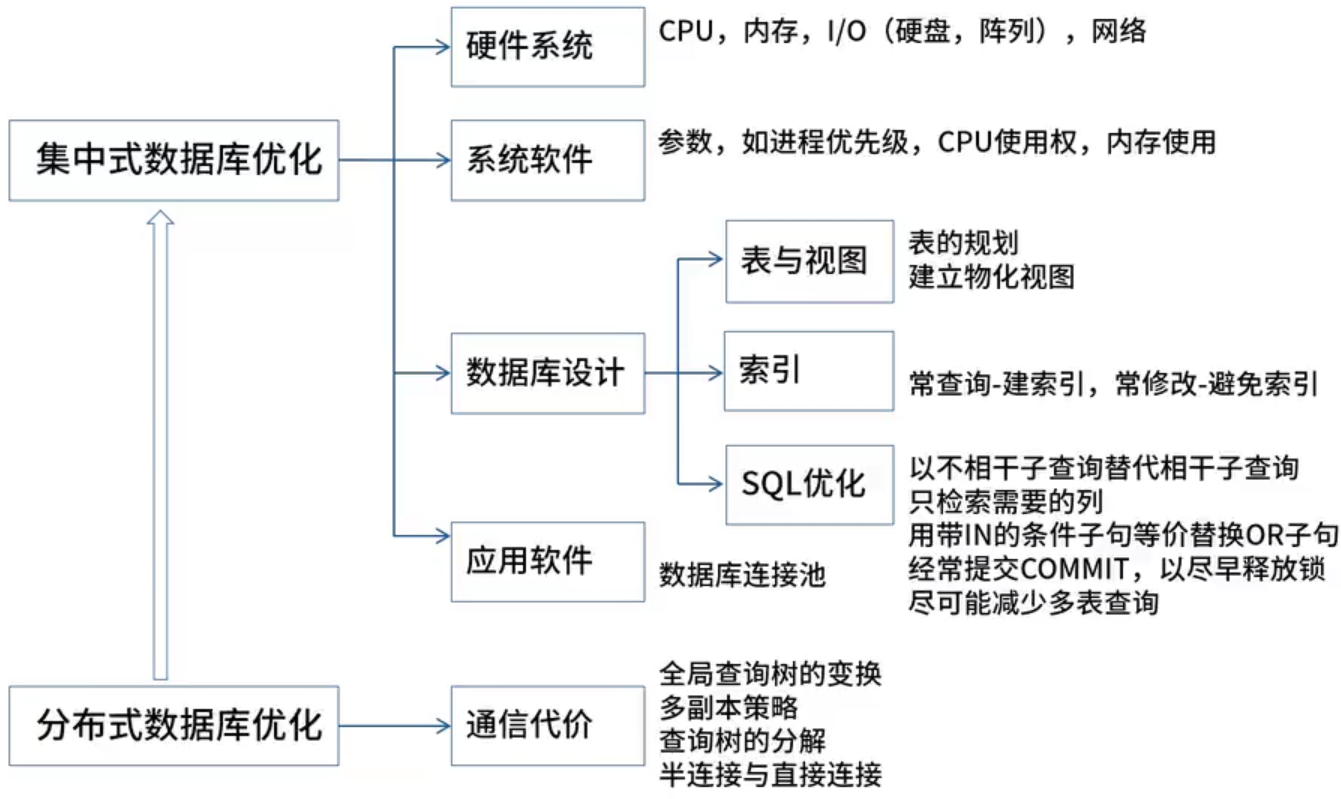 硬件系统
CPU，内存，I/O（硬盘，阵列），网络
集中式数据库优化
系统软件
参数，如进程优先级，CPU使用权，内存使用
表与视图
表的规划
建立物化视图
数据库设计
索引
常查询-建索引，常修改-避免索引
SQL优化
以不相干子查询替代相干子查询
只检索需要的列
用带IN的条件子句等价替换OR子句
经常提交COMMIT，以尽早释放锁
尽可能减少多表查询
应用软件
数据库连接池
分布式数据库优化
通信代价
全局查询树的变换
多副本策略
查询树的分解
半连接与直接连接